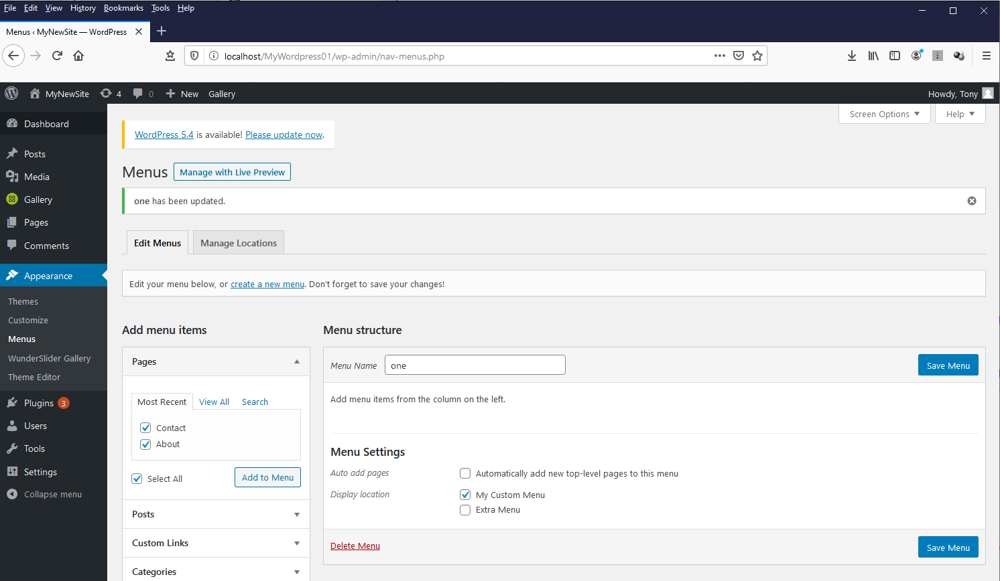 File Edit View History Bookmarks Tools Help
Menus ‹ MyNewSite — WordPress
localhost/MyWordpress01/wp-admin/nav-menus.php
MyNewSite 4 0 New Gallery Howdy, Tony
Screen Options Help
Dashboard
Posts
Media
Gallery
Pages
Comments
Appearance
Themes
Customize
Menus
WunderSlider Gallery
Theme Editor
Plugins 3
Users
Tools
Settings
Collapse menu
WordPress 5.4 is available! Please update now.
Menus Manage with Live Preview
one has been updated.
Edit Menus Manage Locations
Edit your menu below, or create a new menu. Don’t forget to save your changes!
Add menu items
Pages
Most Recent View All Search
Contact
About
Select All Add to Menu
Posts
Custom Links
Categories
Menu structure
Menu Name one Save Menu
Add menu items from the column on the left.
Menu Settings
Auto add pages Automatically add new top-level pages to this menu
Display location My Custom Menu
Extra Menu
Delete Menu Save Menu